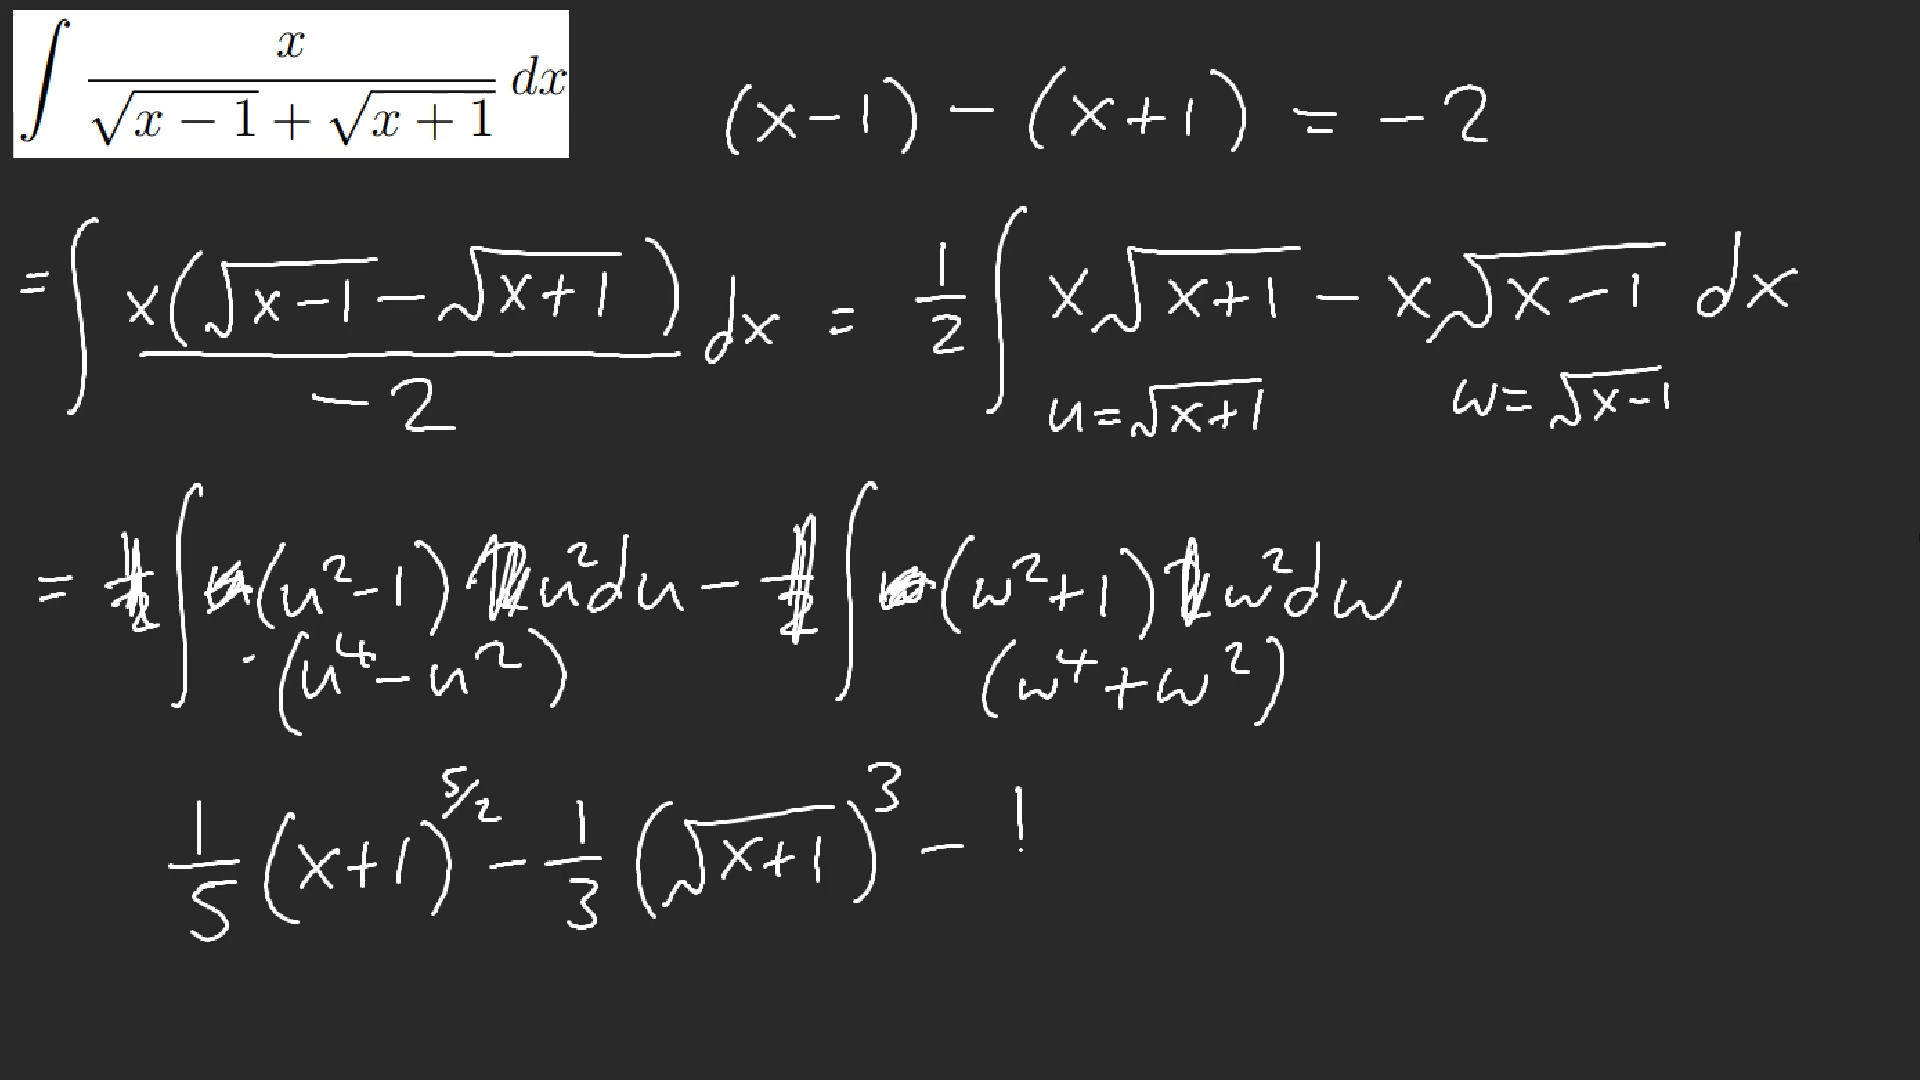 ∫ x / (√(x − 1) + √(x + 1)) dx
(x-1) - (x+1) = -2
= ∫ x(√(x-1) - √(x+1)) / -2 dx = 1/2 ∫ x√(x+1) - x√(x-1) dx
u = √(x+1) w = √(x-1)
= ∫ (u²-1) u² du - ∫ (w²+1) w² dw
(u⁴ - u²) (w⁴ + w²)
1/5 (x+1)^5/2 - 1/3 (√(x+1))³ - 1